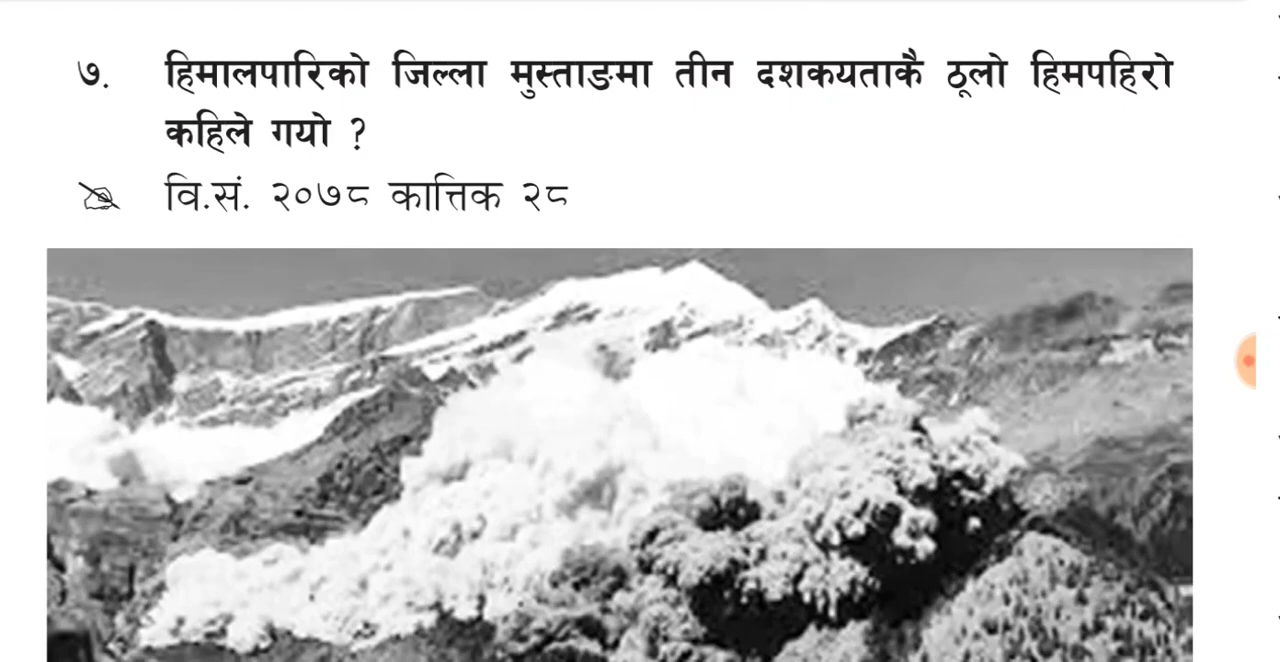 ७. हिमालपारिको जिल्ला मुस्ताङमा तीन दशकयताकै ठूलो हिमपहिरो
कहिले गयो ?
वि.सं. २०७८ कात्तिक २८